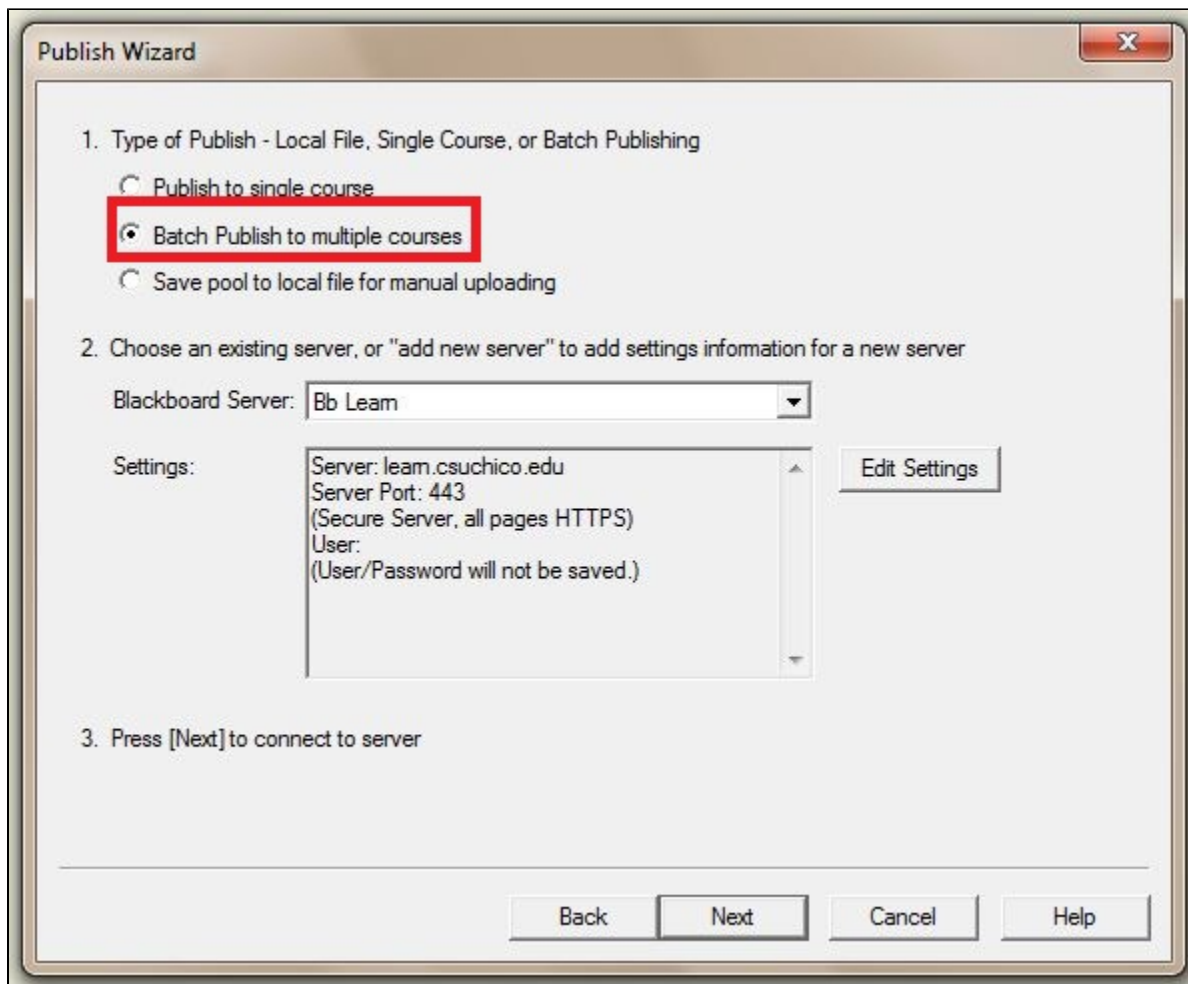 Publish Wizard
X
1. Type of Publish - Local File, Single Course, or Batch Publishing
Publish to single course
Batch Publish to multiple courses
Save pool to local file for manual uploading
2. Choose an existing server, or "add new server" to add settings information for a new server
Blackboard Server: Bb Learn
Settings: Server: learn.csuchico.edu Edit Settings
Server Port: 443
(Secure Server, all pages HTTPS)
User:
(User/Password will not be saved.)
3. Press [Next] to connect to server
Back Next Cancel Help